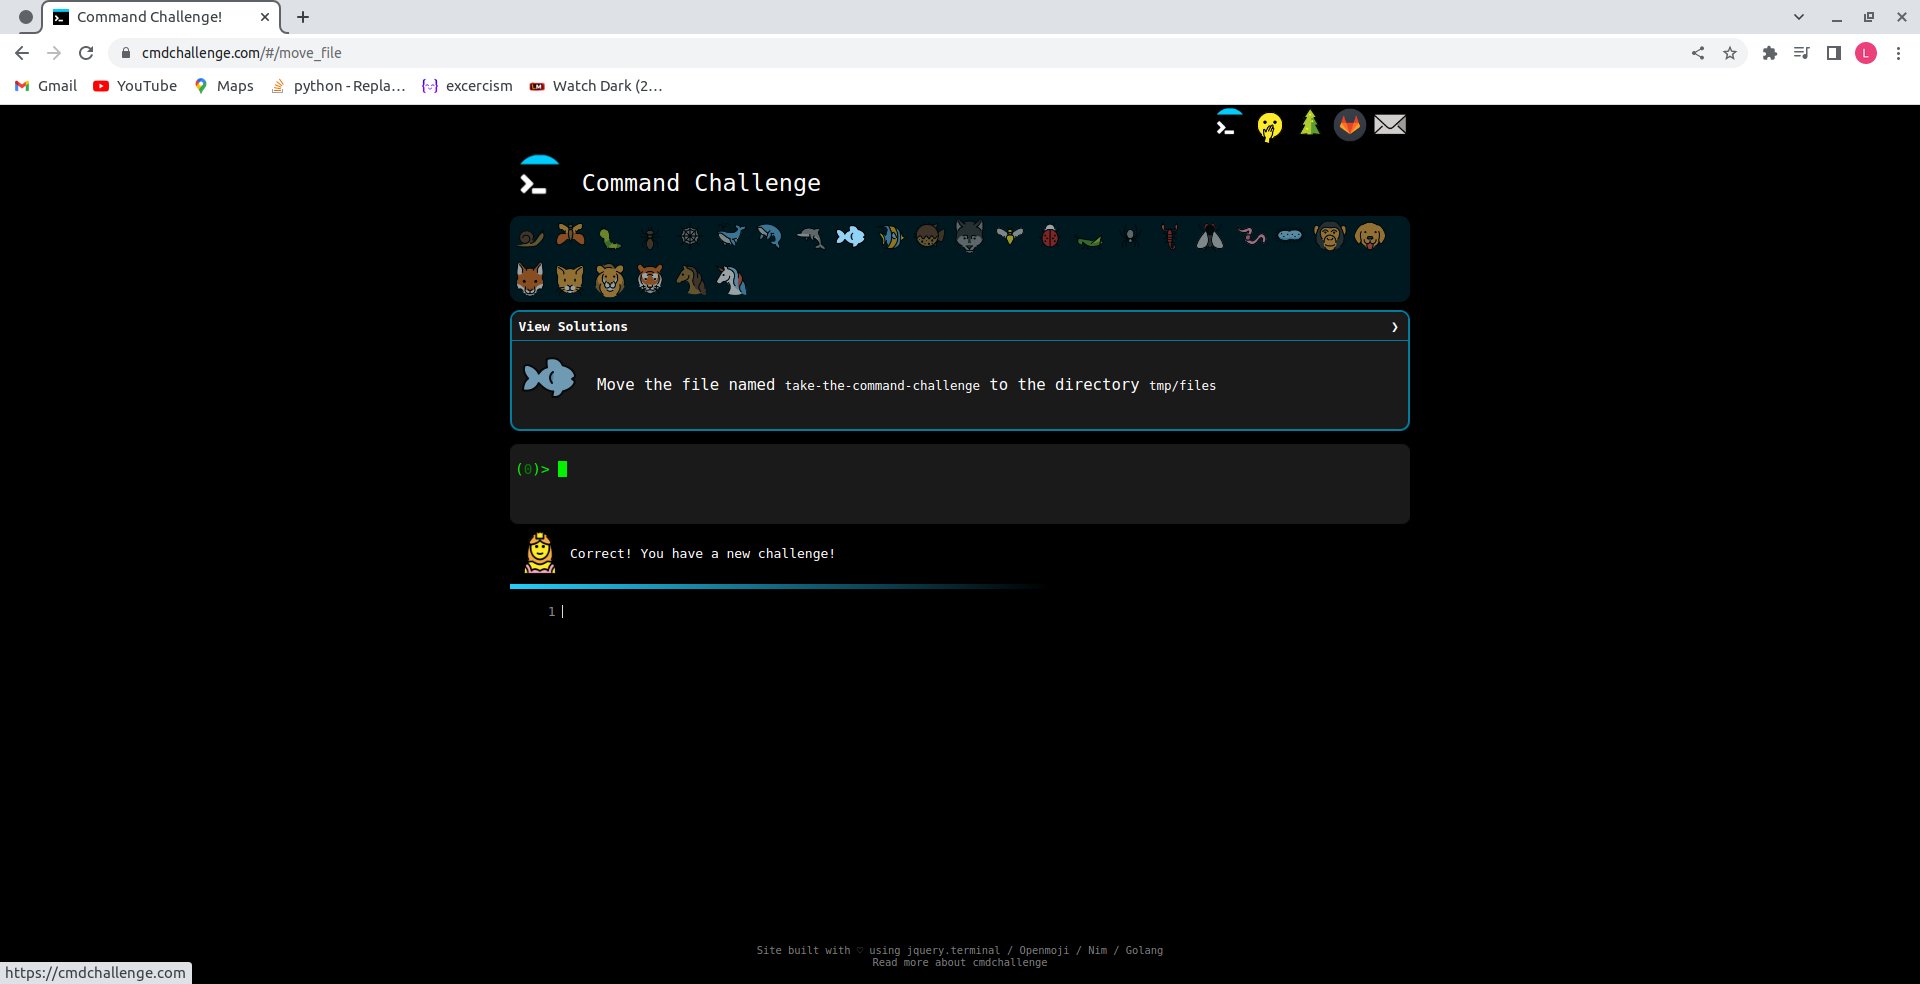 Command Challenge!
cmdchallenge.com/#/move_file
L
Gmail YouTube Maps python - Repla... excercism Watch Dark (2...
Command Challenge
View Solutions ❯
Move the file named take-the-command-challenge to the directory tmp/files
(0)>
Correct! You have a new challenge!
1
Site built with ♡ using jquery.terminal / Openmoji / Nim / Golang
Read more about cmdchallenge
https://cmdchallenge.com